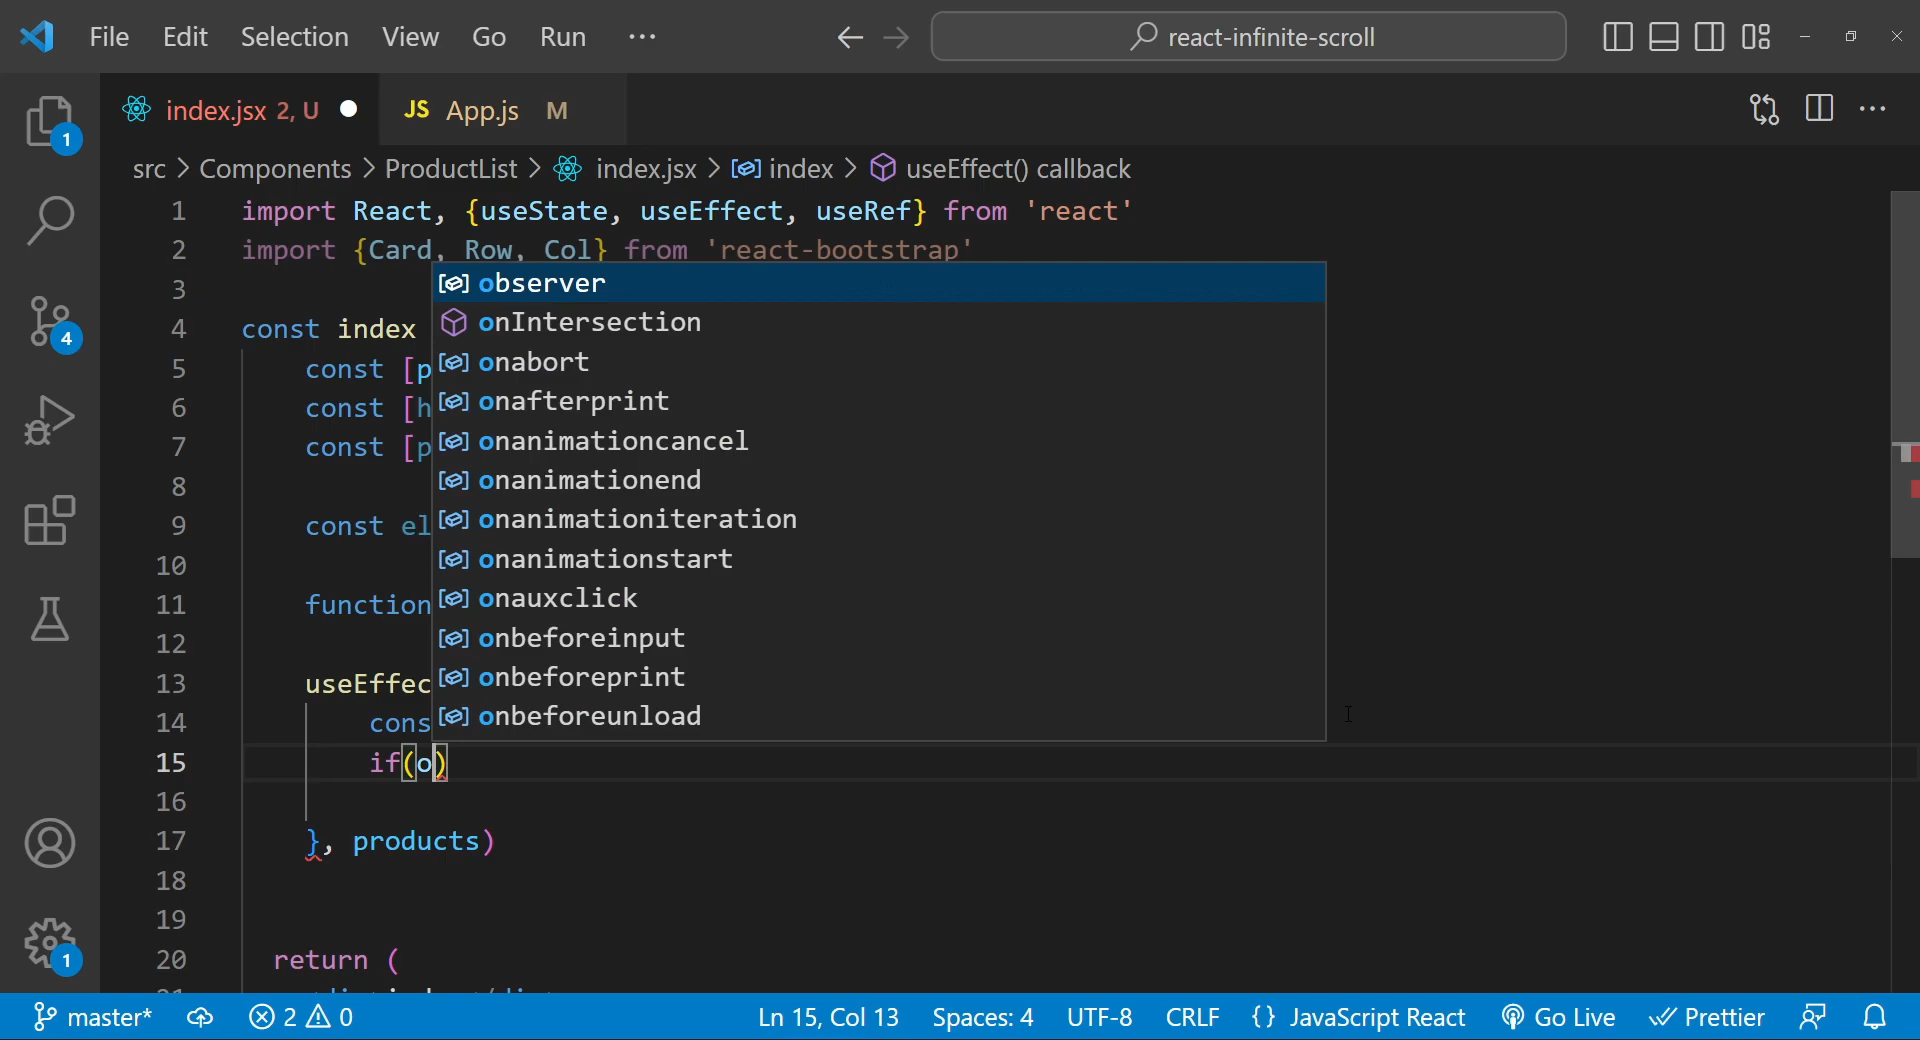 File Edit Selection View Go Run ··· react-infinite-scroll
index.jsx 2, U ● JS App.js M
src > Components > ProductList > index.jsx > index > useEffect() callback
1 import React, {useState, useEffect, useRef} from 'react'
2 import {Card, Row, Col} from 'react-bootstrap'
observer
3
onIntersection
4 const index
onabort
5 const [p
onafterprint
6 const [h
onanimationcancel
7 const [p
onanimationend
8
onanimationiteration
9 const el
onanimationstart
10
onauxclick
11 function
onbeforeinput
12
onbeforeprint
13 useEffec
onbeforeunload
14 cons
15 if(o)
16
17 }, products)
18
19
20 return (
1
4
1
master* 2 0 Ln 15, Col 13 Spaces: 4 UTF-8 CRLF {} JavaScript React Go Live Prettier